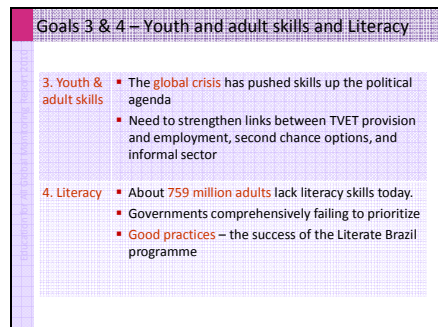 Goals 3 & 4 – Youth and adult skills and Literacy
3. Youth &
adult skills
▪ The global crisis has pushed skills up the political
agenda
▪ Need to strengthen links between TVET provision
and employment, second chance options, and
informal sector
4. Literacy
▪ About 759 million adults lack literacy skills today.
▪ Governments comprehensively failing to prioritize
▪ Good practices – the success of the Literate Brazil
programme